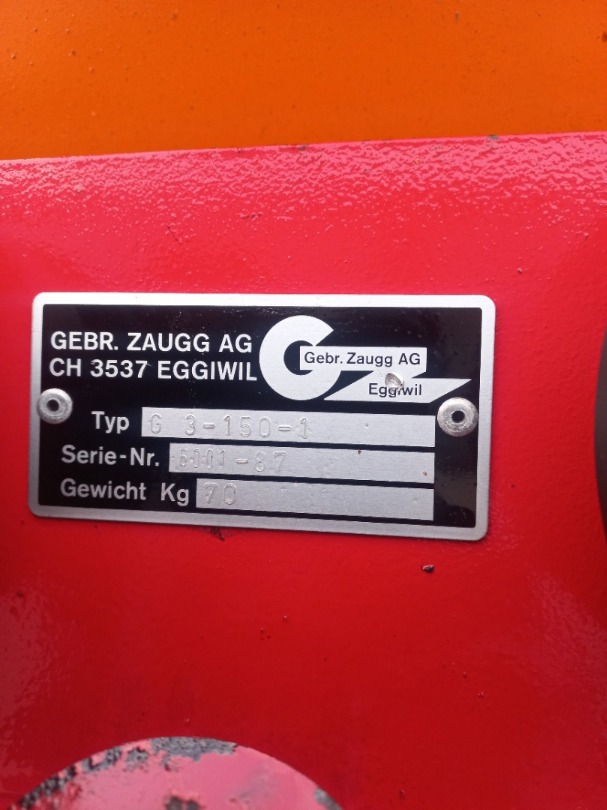 GEBR. ZAUGG AG
CH 3537 EGGIWIL
Gebr. Zaugg AG
Eggiwil
Typ G 3-150-1
Serie-Nr. 6001-87
Gewicht Kg 70